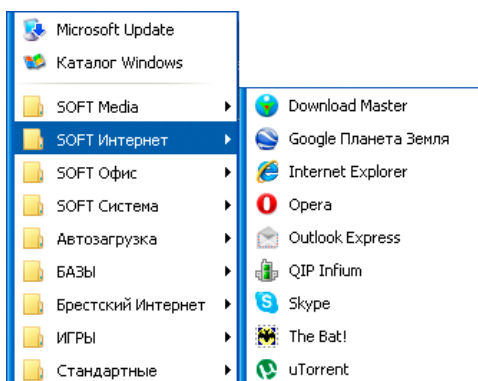 Microsoft Update
Каталог Windows
SOFT Media
SOFT Интернет
SOFT Офис
SOFT Система
Автозагрузка
БАЗЫ
Брестский Интернет
ИГРЫ
Стандартные
Download Master
Google Планета Земля
Internet Explorer
Opera
Outlook Express
QIP Infium
Skype
The Bat!
uTorrent